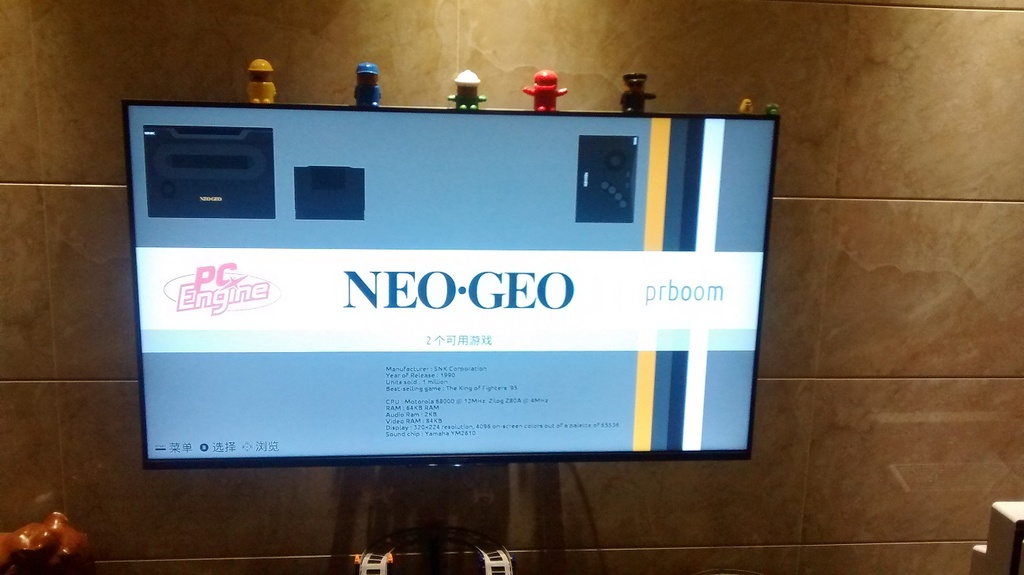 NEO·GEO
PC Engine
NEO·GEO
prboom
2 个可用游戏
Manufacturer : SNK Corporation
Year of Release : 1990
Units sold : 1 million
Best-selling game : The King of Fighters '95
CPU : Motorola 68000 @ 12MHz, Zilog Z80A @ 4MHz
RAM : 64KB RAM
Audio Ram : 2KB
Video RAM : 84KB
Display : 320x224 resolution, 4096 on screen colors out of a palette of 65536
Sound chip : Yamaha YM2610
菜单 选择 浏览